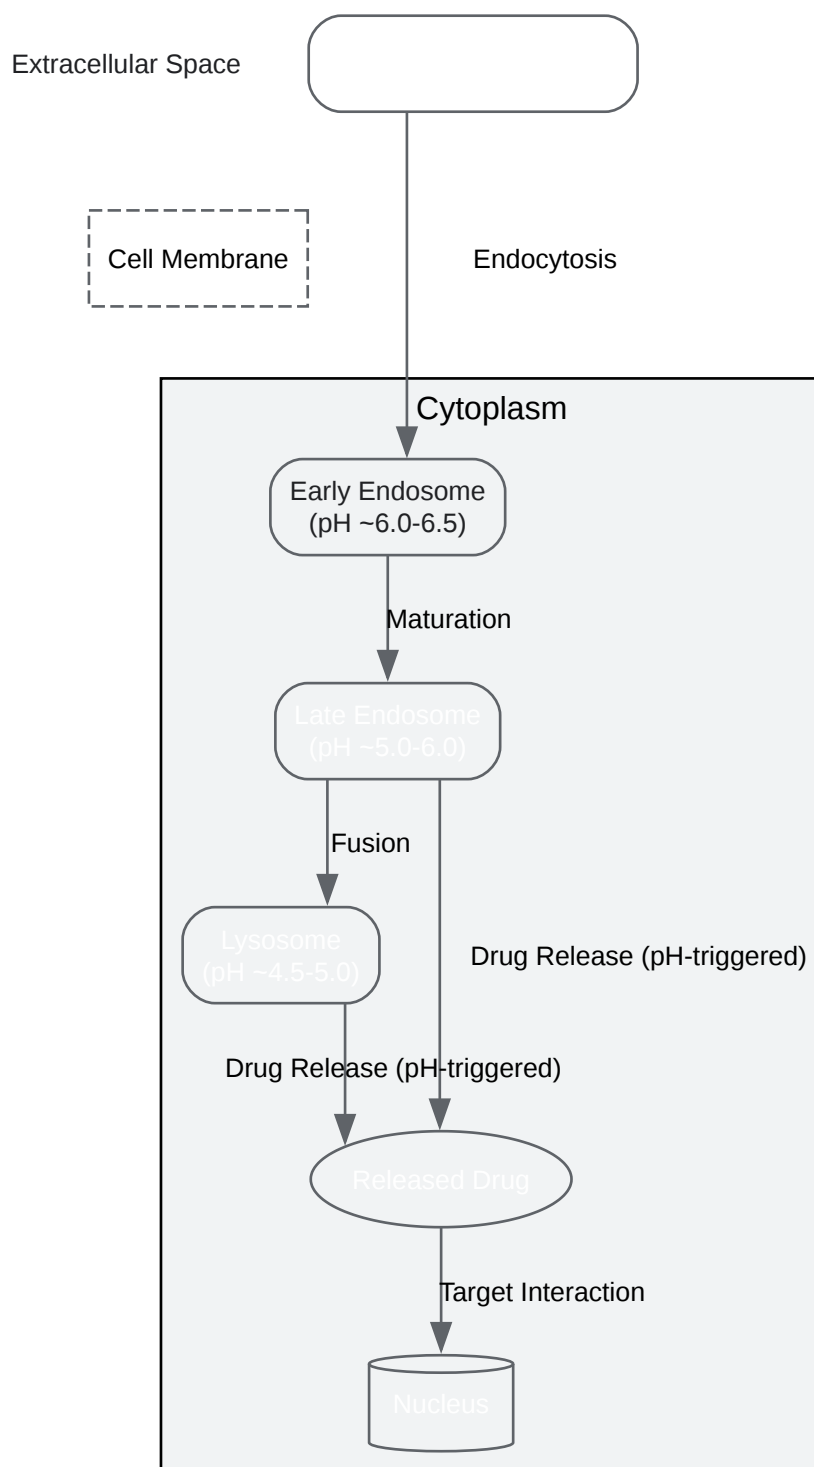 Extracellular Space
Cell Membrane
Endocytosis
Cytoplasm
Early Endosome
(pH ~6.0-6.5)
Maturation
Late Endosome
(pH ~5.0-6.0)
Fusion
Lysosome
(pH ~4.5-5.0)
Drug Release (pH-triggered)
Drug Release (pH-triggered)
Released Drug
Target Interaction
Nucleus